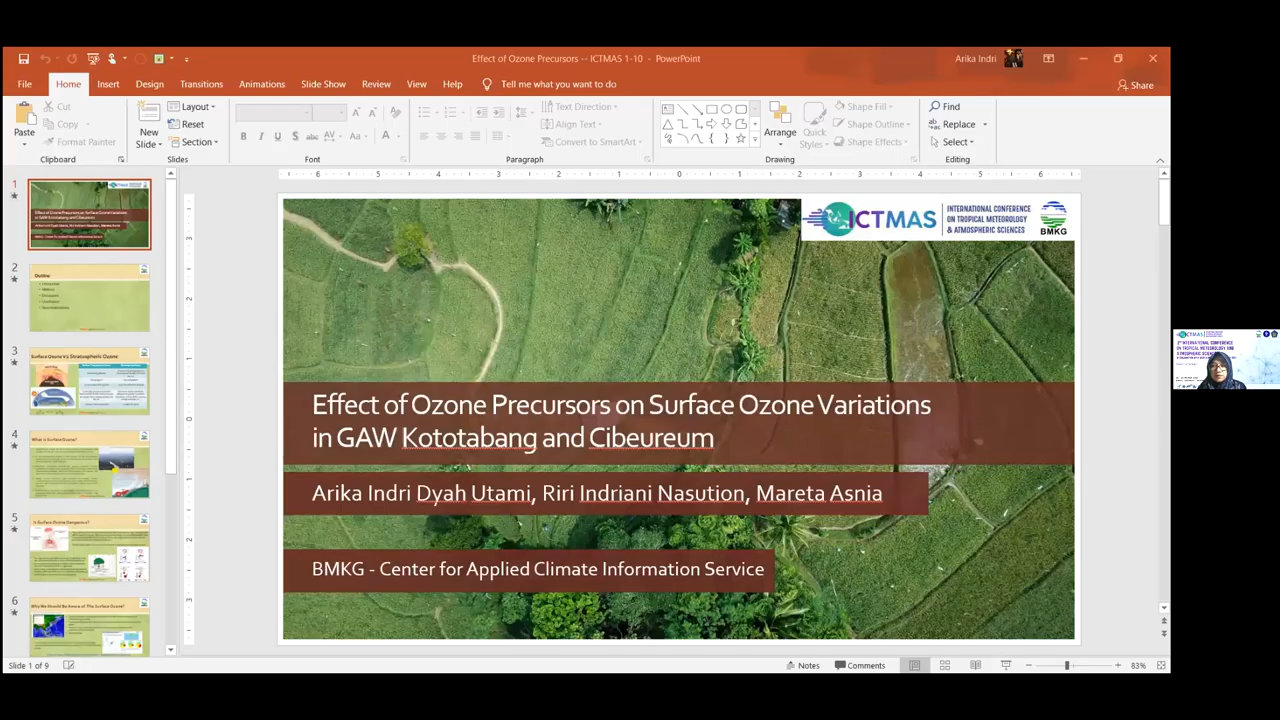 Effect of Ozone Precursors -- ICTMAS 1-10 - PowerPoint
Arika Indri
File Home Insert Design Transitions Animations Slide Show Review View Help Tell me what you want to do
Share
Paste
Cut
Copy
Format Painter
Clipboard
New Slide
Layout
Reset
Section
Slides
Font
Text Direction
Align Text
Convert to SmartArt
Paragraph
Arrange
Quick Styles
Shape Fill
Shape Outline
Shape Effects
Drawing
Find
Replace
Select
Editing
1
2
Outline
3
Surface Ozone VS Stratospheric Ozone
4
What is Surface Ozone?
5
Is Surface Ozone Dangerous?
6
Why We Should Be Aware of The Surface Ozone?
ICTMAS
INTERNATIONAL CONFERENCE
ON TROPICAL METEOROLOGY
& ATMOSPHERIC SCIENCES
BMKG
Effect of Ozone Precursors on Surface Ozone Variations
in GAW Kototabang and Cibeureum
Arika Indri Dyah Utami, Riri Indriani Nasution, Mareta Asnia
BMKG - Center for Applied Climate Information Service
Slide 1 of 9
Notes
Comments
83%